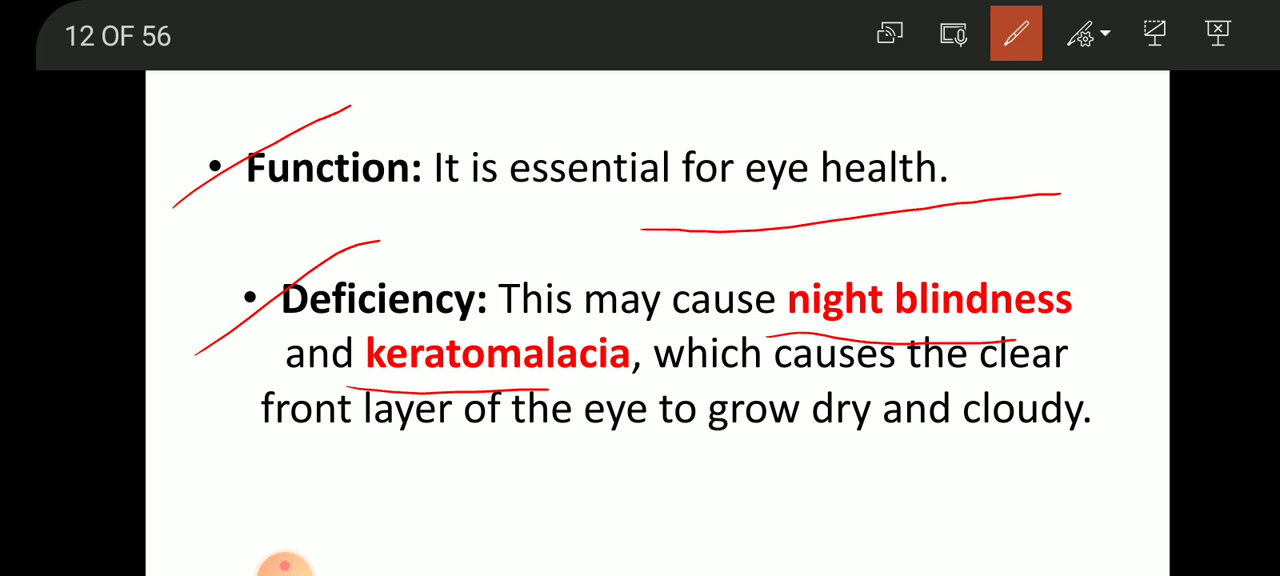 12 OF 56
• Function: It is essential for eye health.
• Deficiency: This may cause night blindness
and keratomalacia, which causes the clear
front layer of the eye to grow dry and cloudy.